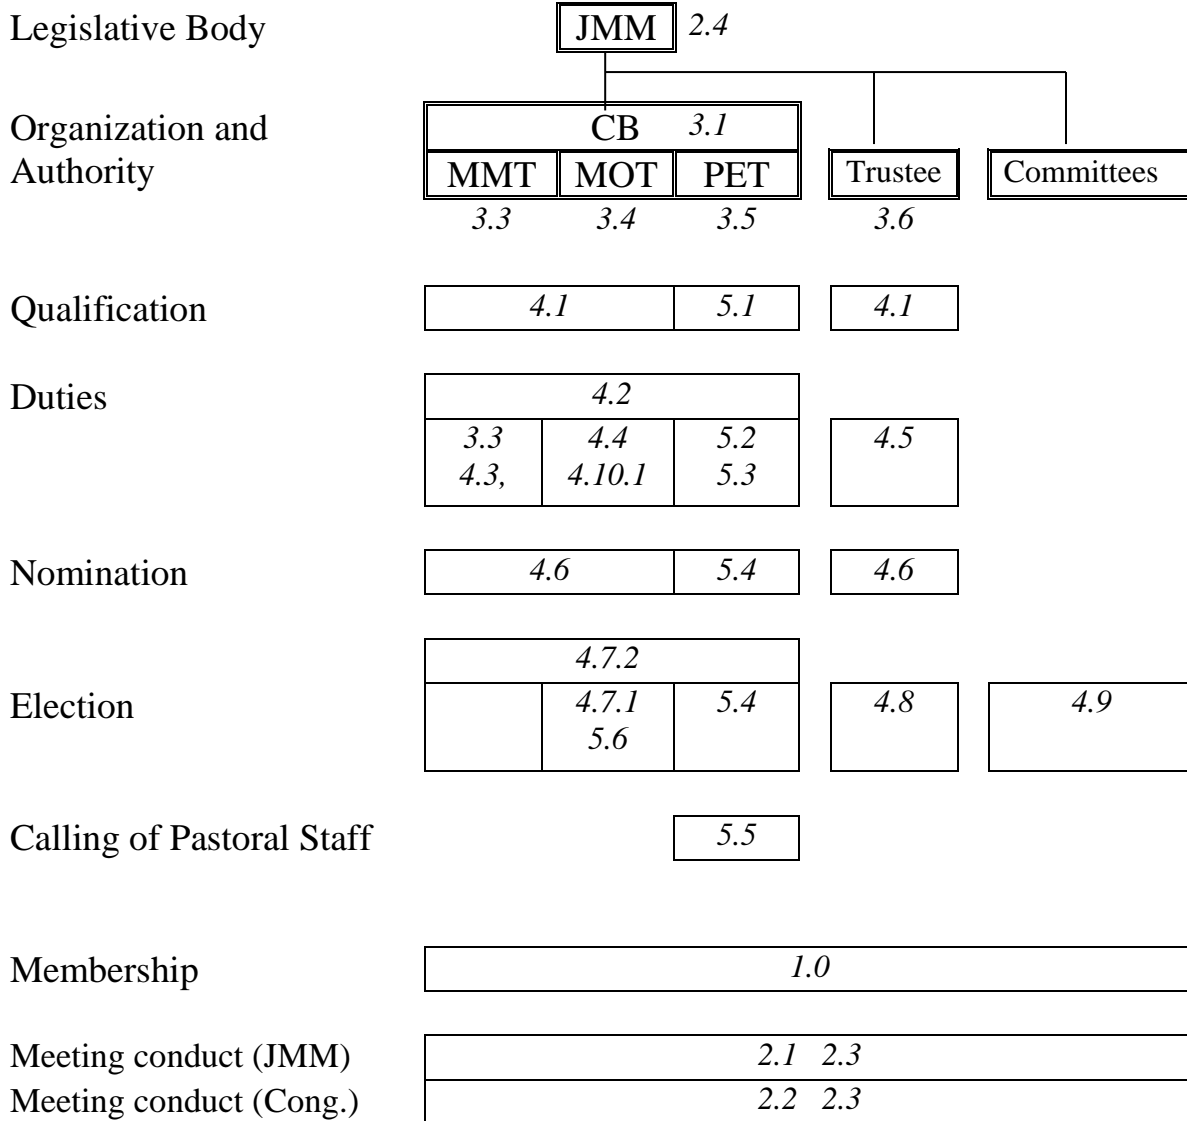 Legislative Body JMM 2.4
Organization and CB 3.1
Authority MMT MOT PET Trustee Committees
3.3 3.4 3.5 3.6
Qualification 4.1 5.1 4.1
Duties 4.2
3.3 4.4 5.2 4.5
4.3, 4.10.1 5.3
Nomination 4.6 5.4 4.6
4.7.2
Election 4.7.1 5.4 4.8 4.9
5.6
Calling of Pastoral Staff 5.5
Membership 1.0
Meeting conduct (JMM) 2.1 2.3
Meeting conduct (Cong.) 2.2 2.3